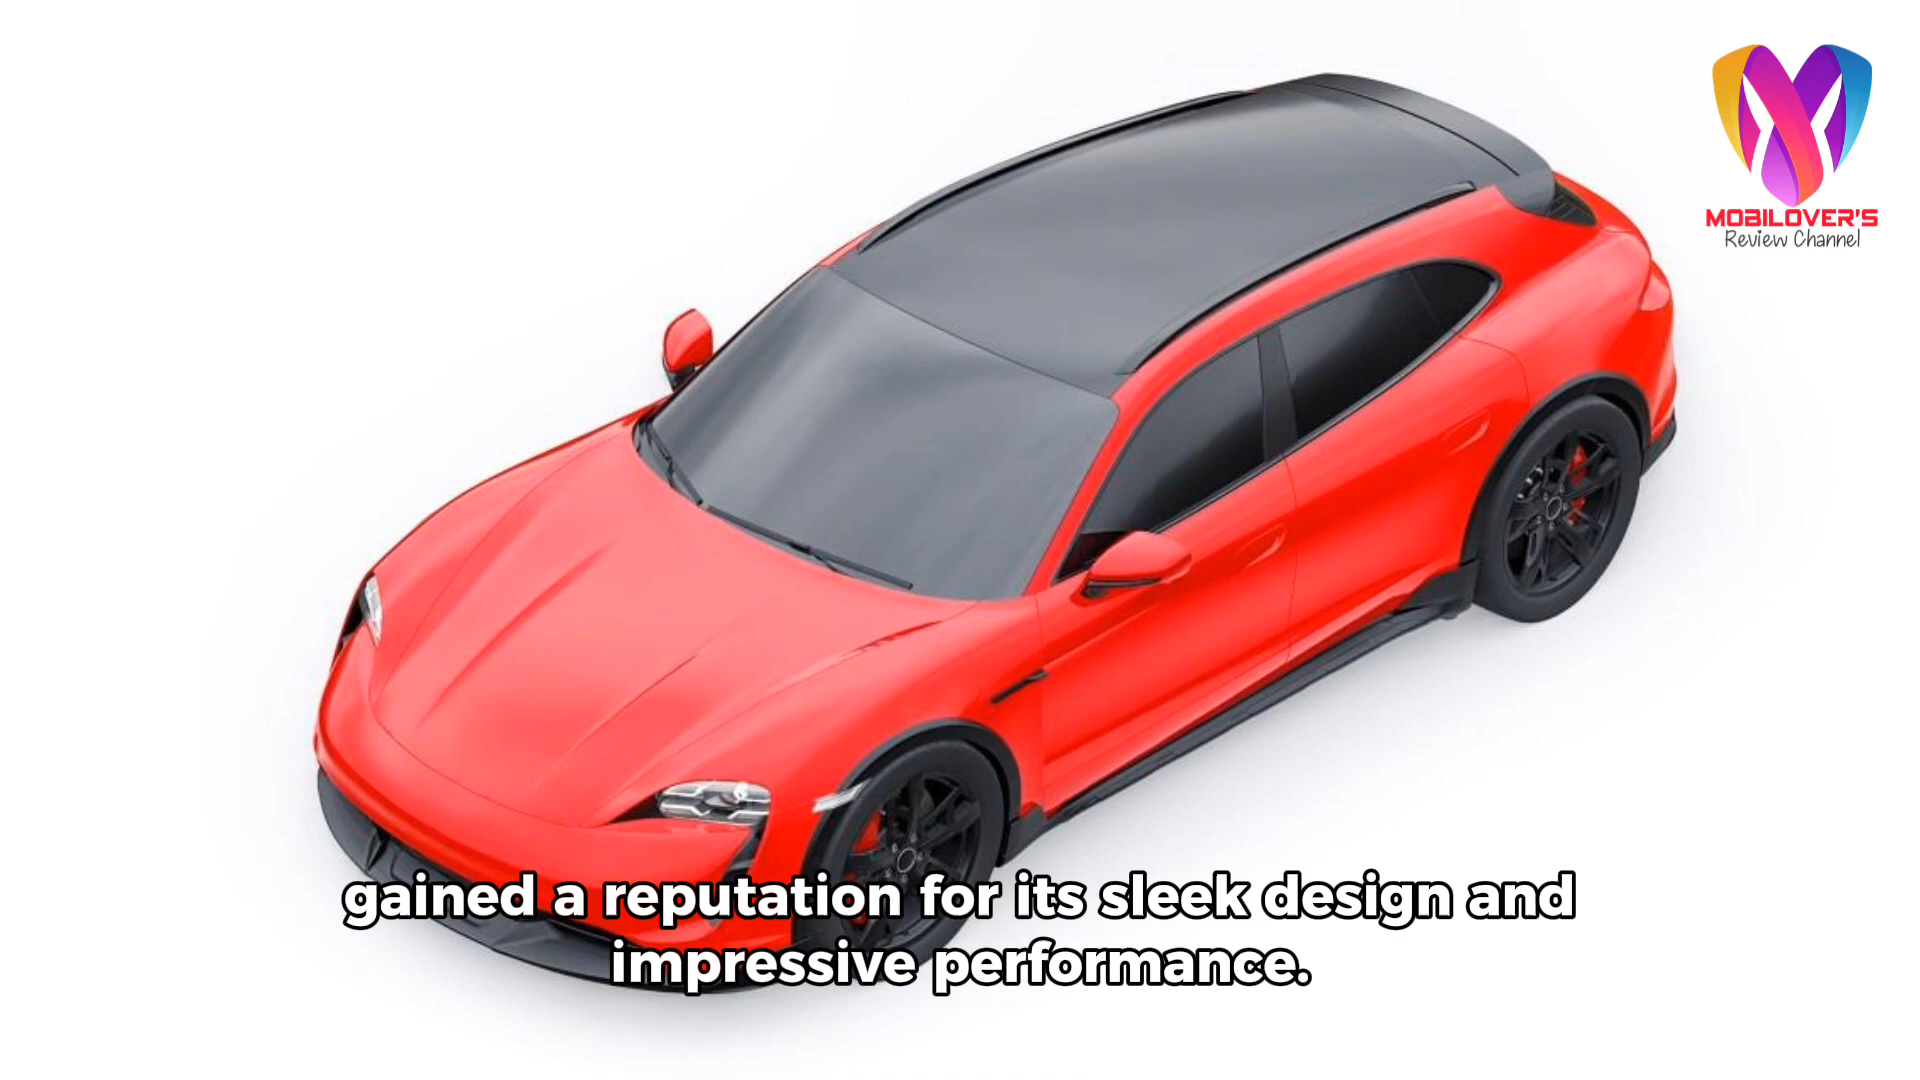 MOBILOVER'S
Review Channel
gained a reputation for its sleek design and
impressive performance.